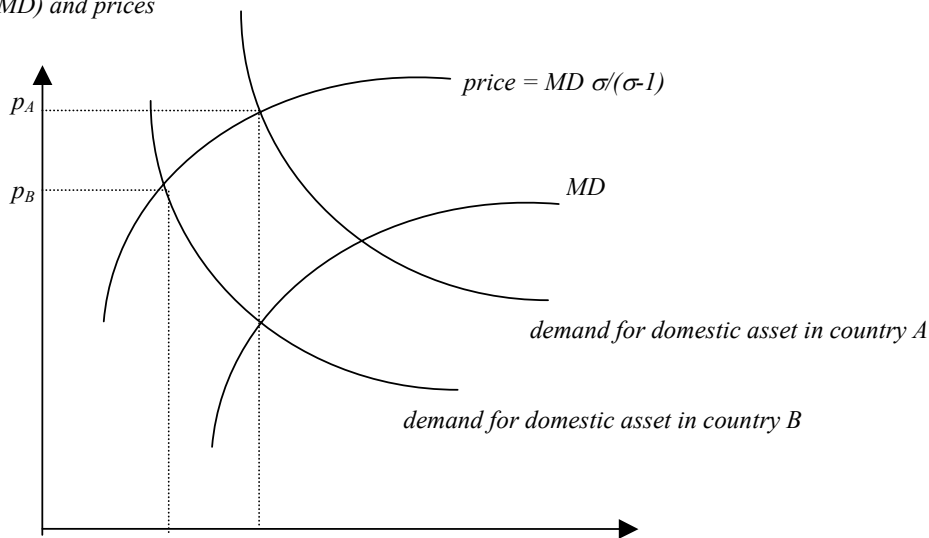 MD) and prices
price = MD σ/(σ-1)
p_A
p_B
MD
demand for domestic asset in country A
demand for domestic asset in country B